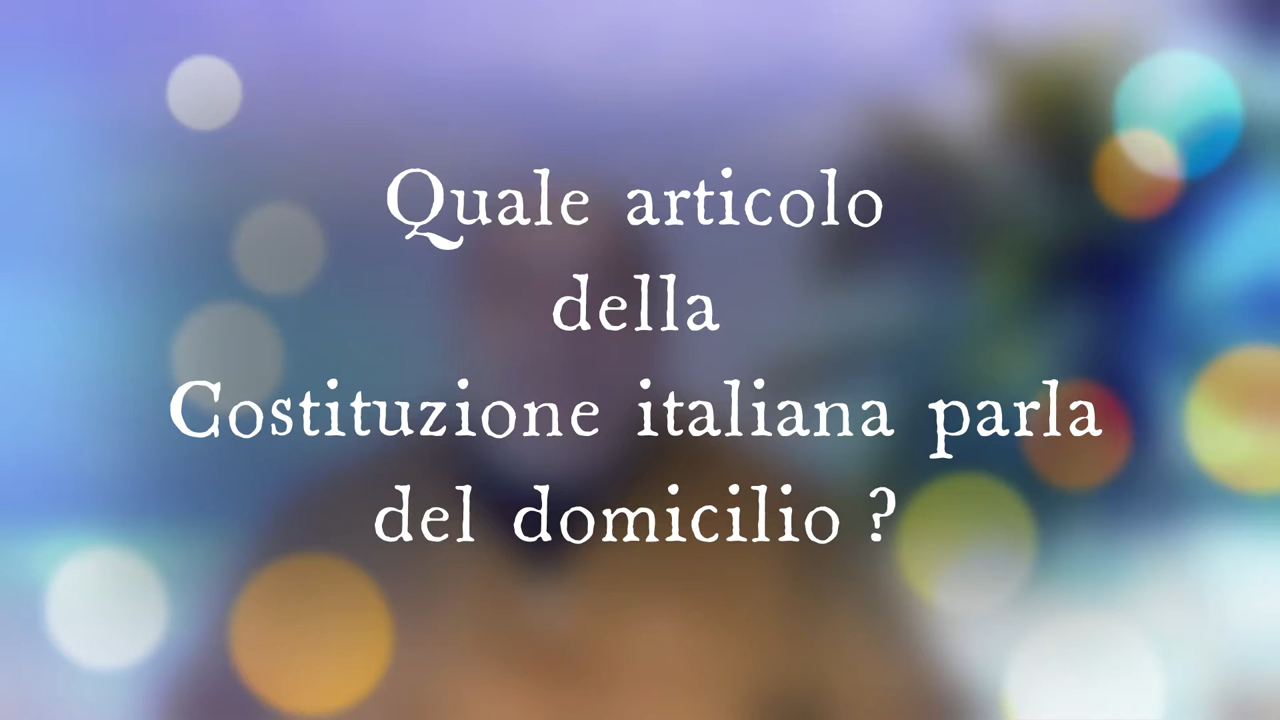 Quale articolo
della
Costituzione italiana parla
del domicilio ?